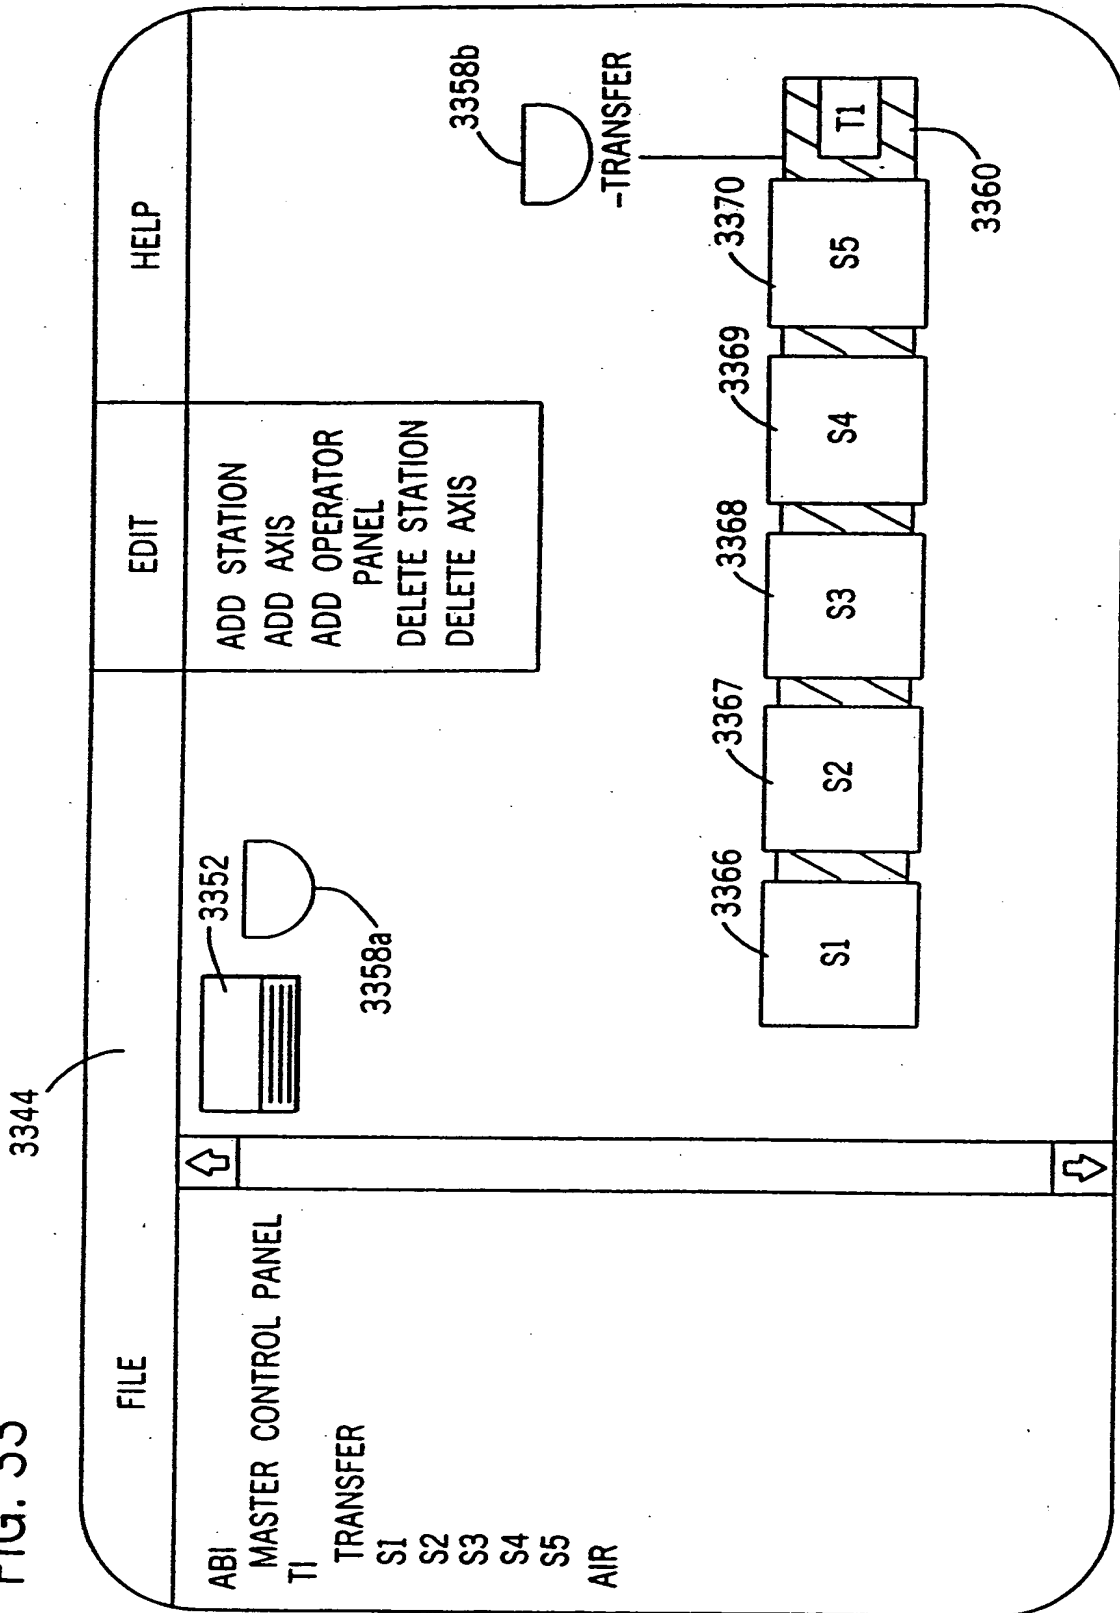 FIG. 33
3344
FILE
EDIT
HELP
ABI
MASTER CONTROL PANEL
TI
TRANSFER
S1
S2
S3
S4
S5
AIR
3352
3358a
ADD STATION
ADD AXIS
ADD OPERATOR
PANEL
DELETE STATION
DELETE AXIS
3358b
-TRANSFER
3366
3367
3368
3369
3370
S1
S2
S3
S4
S5
T1
3360